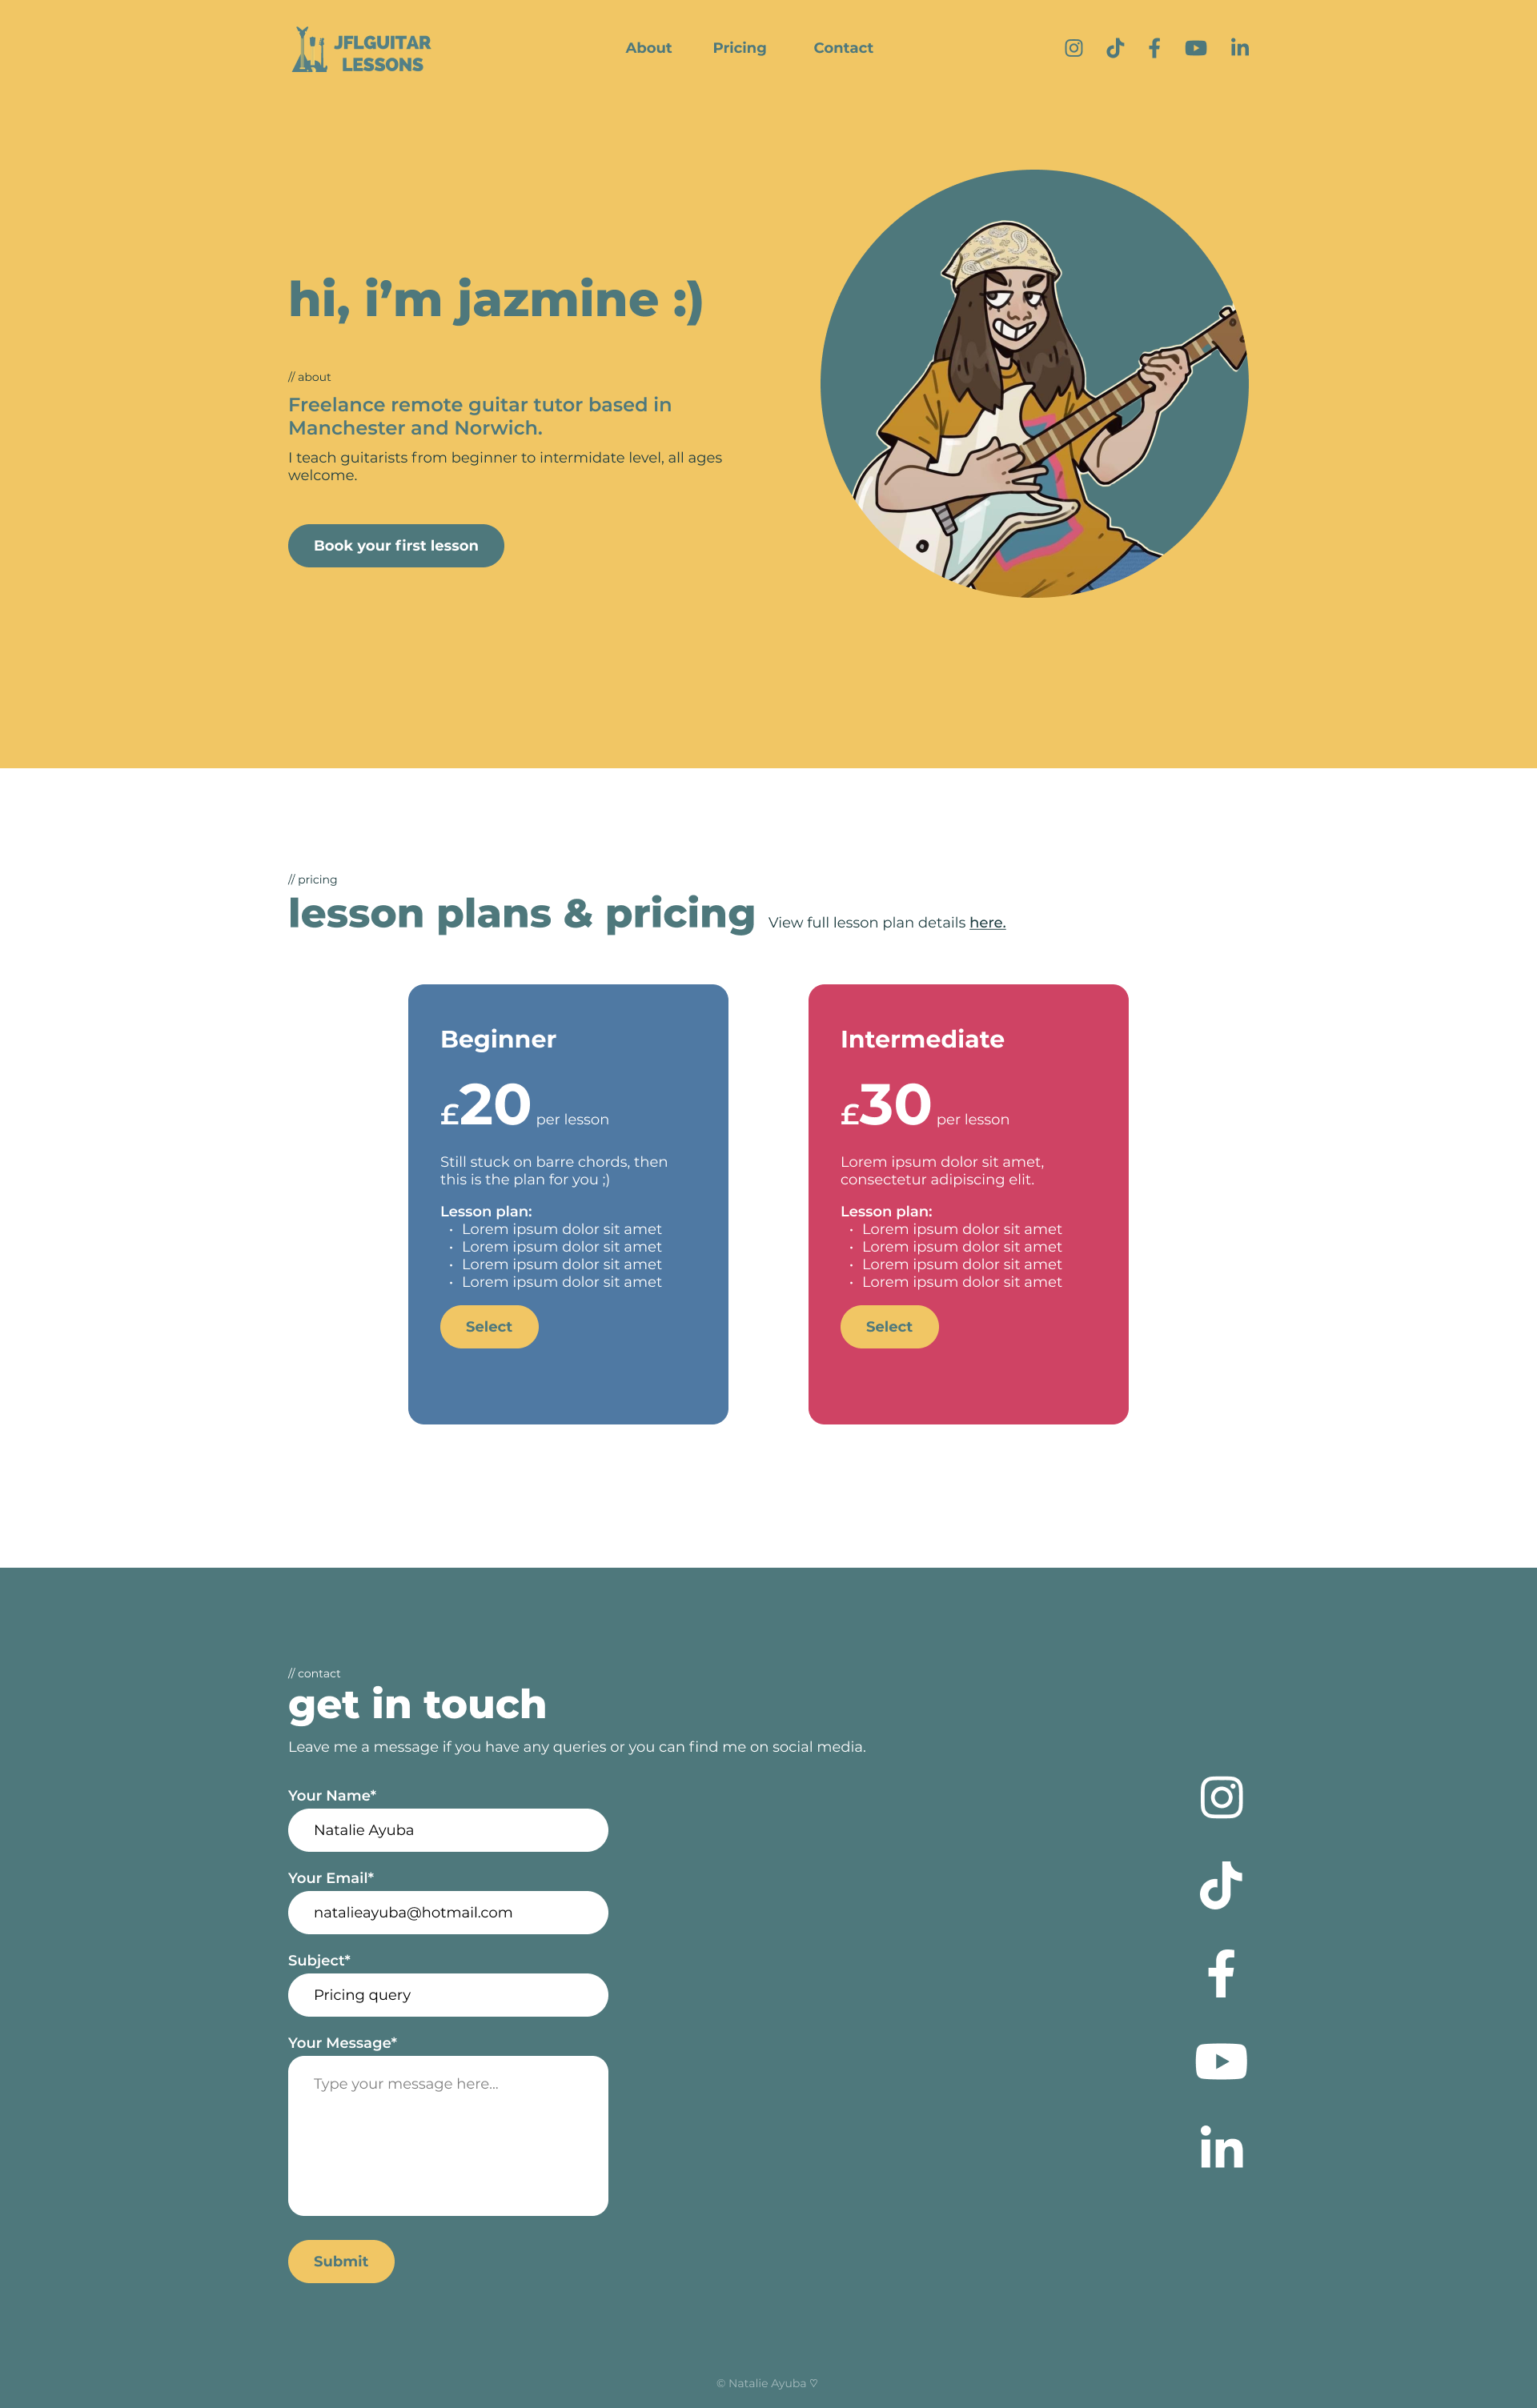 JFLGUITAR
LESSONS
About Pricing Contact
hi, i’m jazmine :)
// about
Freelance remote guitar tutor based in
Manchester and Norwich.
I teach guitarists from beginner to intermidate level, all ages
welcome.
Book your first lesson
// pricing
lesson plans & pricing View full lesson plan details here.
Beginner
£20 per lesson
Still stuck on barre chords, then
this is the plan for you ;)
Lesson plan:
• Lorem ipsum dolor sit amet
• Lorem ipsum dolor sit amet
• Lorem ipsum dolor sit amet
• Lorem ipsum dolor sit amet
Select
Intermediate
£30 per lesson
Lorem ipsum dolor sit amet,
consectetur adipiscing elit.
Lesson plan:
• Lorem ipsum dolor sit amet
• Lorem ipsum dolor sit amet
• Lorem ipsum dolor sit amet
• Lorem ipsum dolor sit amet
Select
// contact
get in touch
Leave me a message if you have any queries or you can find me on social media.
Your Name*
Natalie Ayuba
Your Email*
natalieayuba@hotmail.com
Subject*
Pricing query
Your Message*
Type your message here...
Submit
© Natalie Ayuba ♡